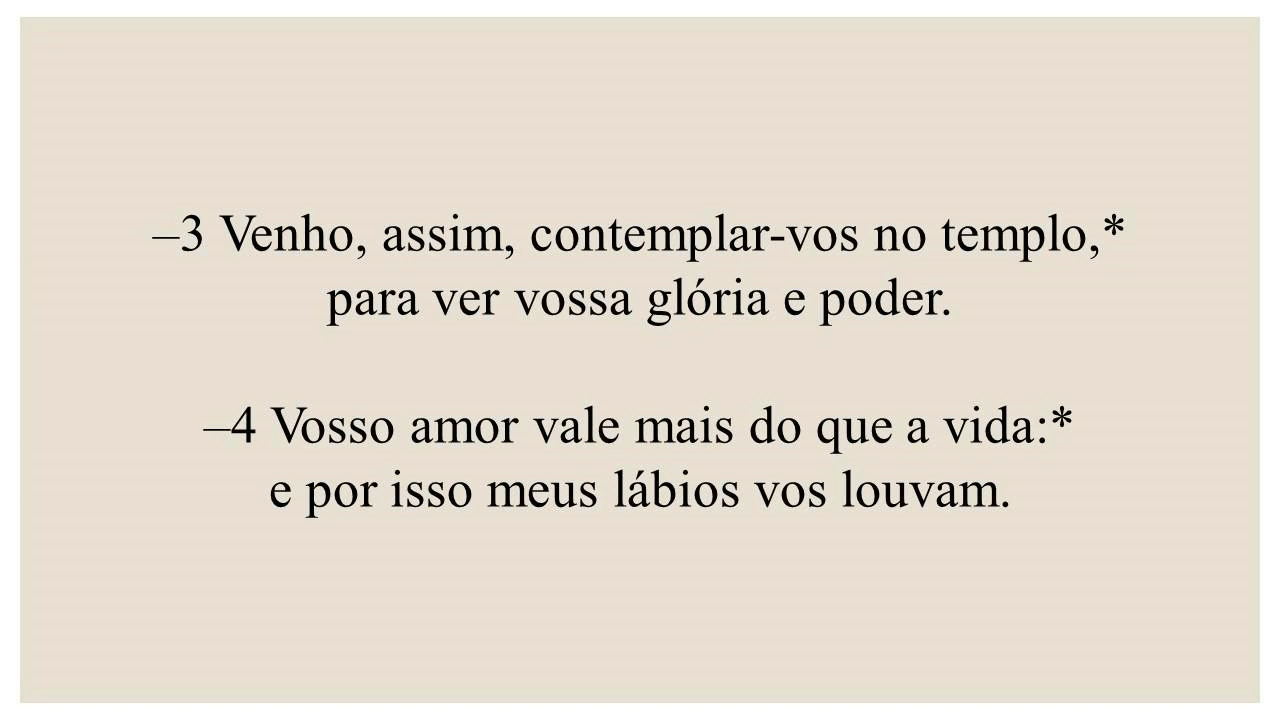 –3 Venho, assim, contemplar-vos no templo,*
para ver vossa glória e poder.
–4 Vosso amor vale mais do que a vida:*
e por isso meus lábios vos louvam.